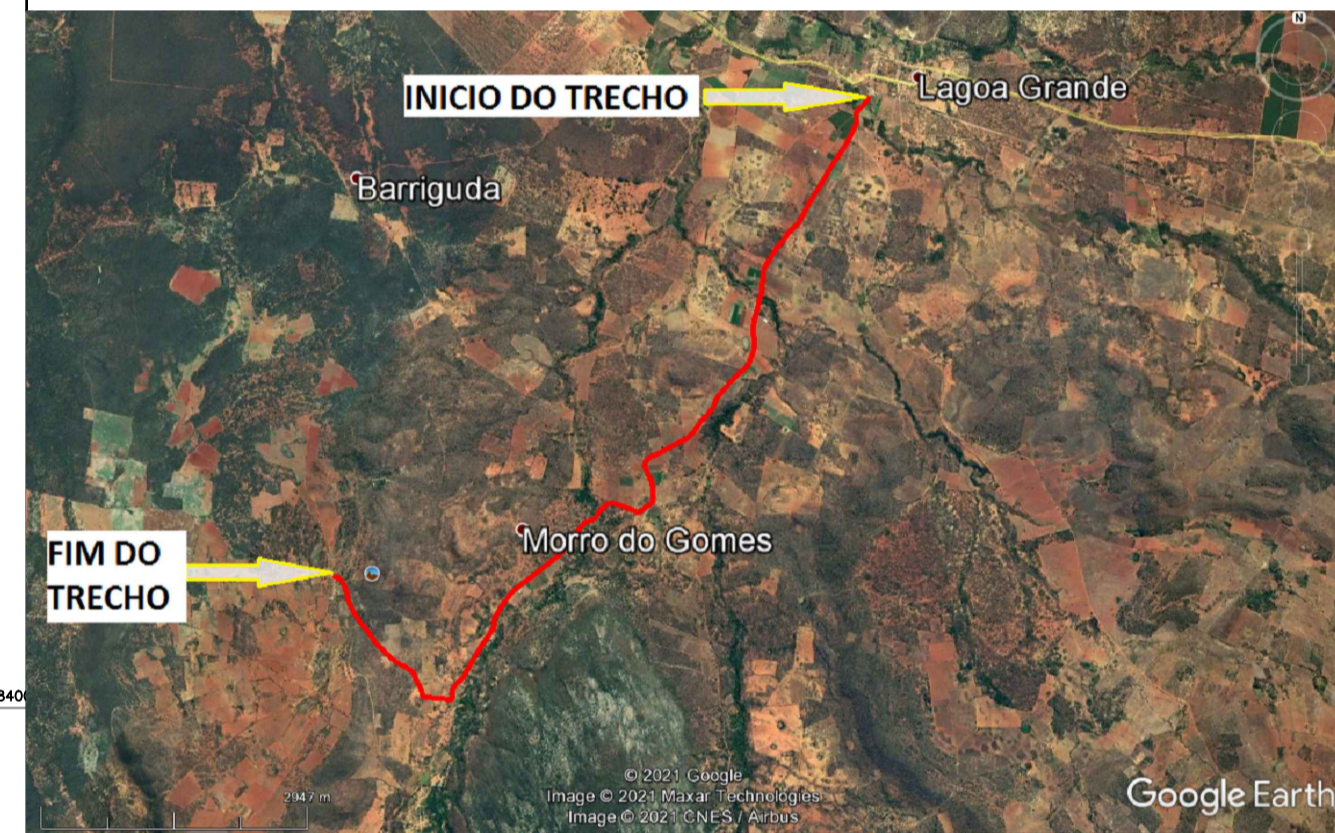 N
INICIO DO TRECHO
Lagoa Grande
Barriguda
Morro do Gomes
FIM DO
TRECHO
840
2947 m
© 2021 Google
Image © 2021 Maxar Technologies
Image © 2021 CNES / Airbus
Google Earth